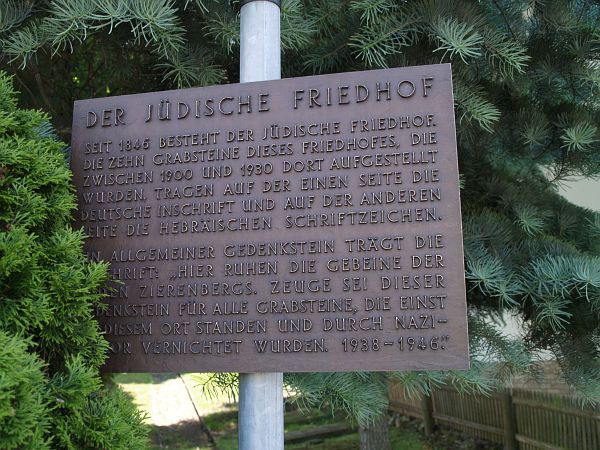 DER JÜDISCHE FRIEDHOF
SEIT 1846 BESTEHT DER JÜDISCHE FRIEDHOF.
DIE ZEHN GRABSTEINE DIESES FRIEDHOFES, DIE
ZWISCHEN 1900 UND 1930 DORT AUFGESTELLT
WURDEN, TRAGEN AUF DER EINEN SEITE DIE
DEUTSCHE INSCHRIFT UND AUF DER ANDEREN
SEITE DIE HEBRÄISCHEN SCHRIFTZEICHEN.
ALLGEMEINER GEDENKSTEIN TRÄGT DIE
SCHRIFT: „HIER RUHEN DIE GEBEINE DER
ZIERENBERGS. ZEUGE SEI DIESER
DENKSTEIN FÜR ALLE GRABSTEINE, DIE EINST
DIESEM ORT STANDEN UND DURCH NAZI-
VERNICHTET WURDEN. 1938-1946."